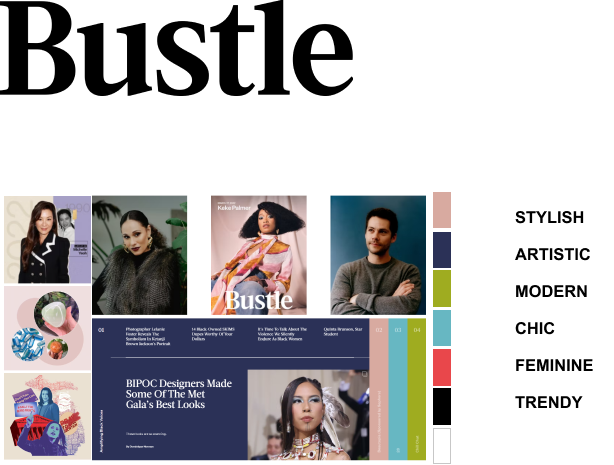 Bustle
Keke Palmer
Bustle
STYLISH
ARTISTIC
MODERN
CHIC
FEMININE
TRENDY
01
Photographer Lelanie
Foster Reveals The
Symbolism In Ketanji
Brown Jackson's Portrait
14 Black-Owned SKIMS
Dupes Worthy Of Your
Dollars
It's Time To Talk About The
Violence We Silently
Endure As Black Women
Quinta Brunson, Star
Student
02
03
04
BIPOC Designers Made
Some Of The Met
Gala's Best Looks
Amplifying Black Voices